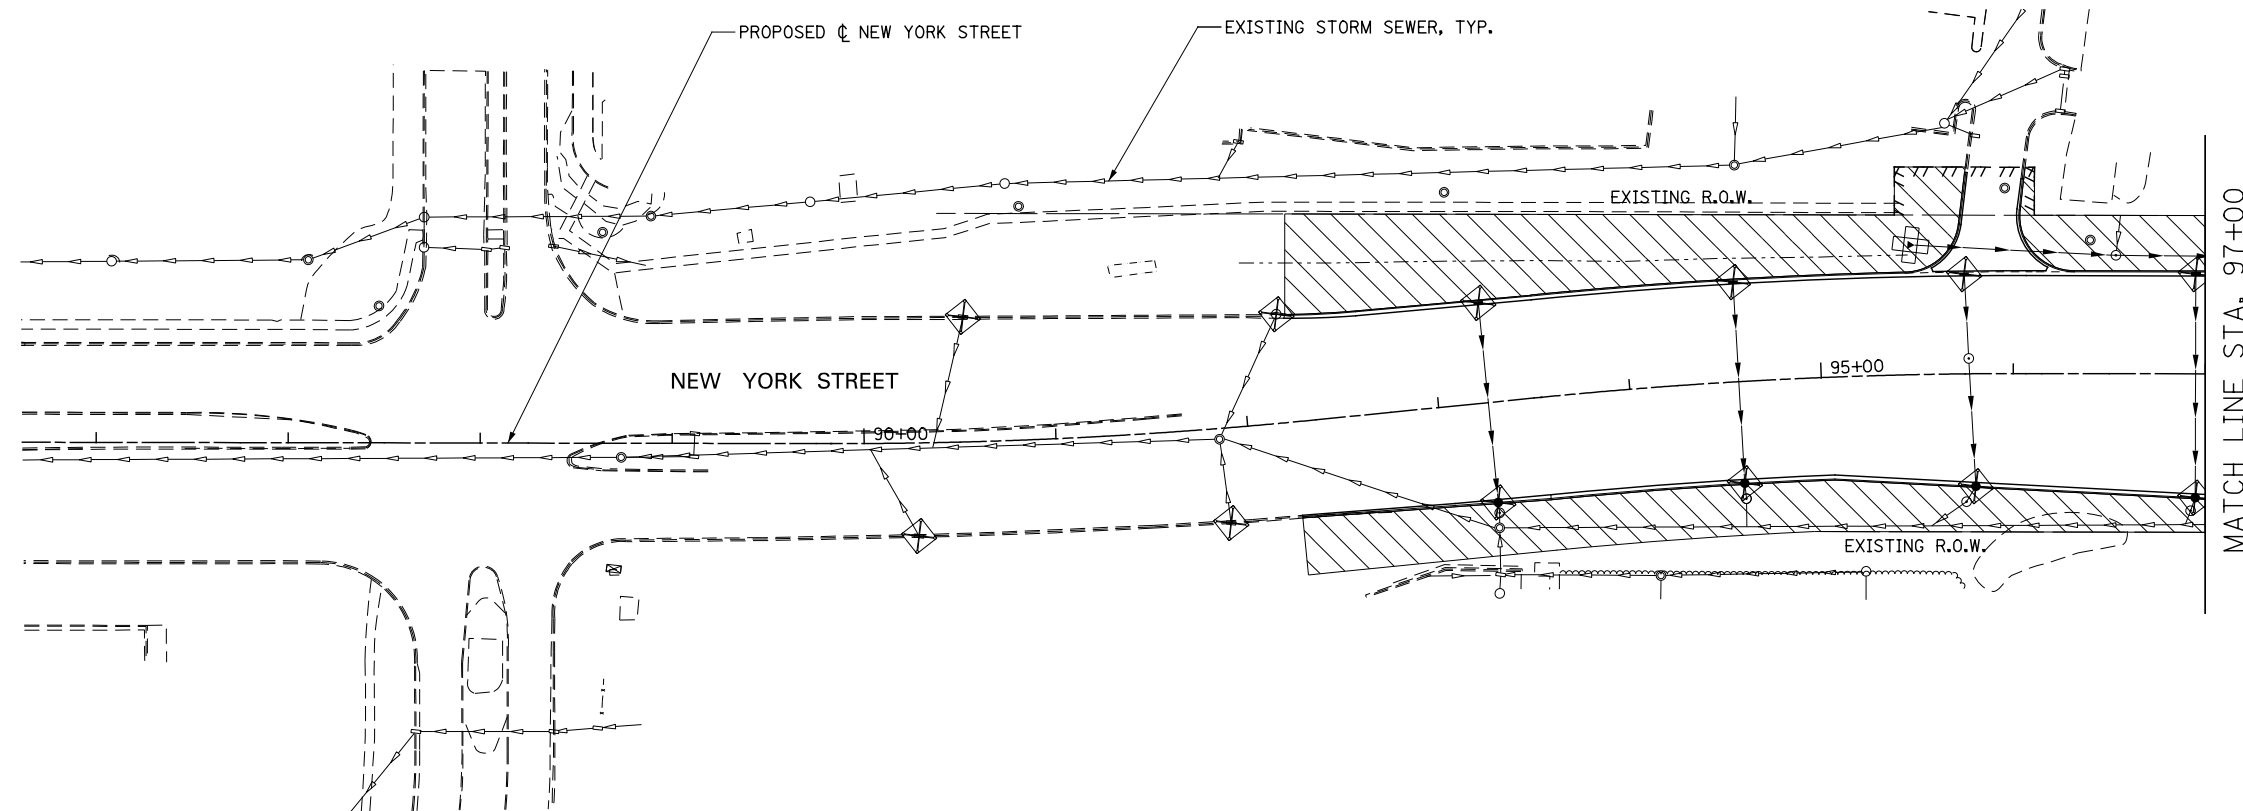 PROPOSED ℄ NEW YORK STREET
EXISTING STORM SEWER, TYP.
EXISTING R.O.W.
MATCH LINE STA. 97+00
NEW YORK STREET
95+00
90+00
EXISTING R.O.W.